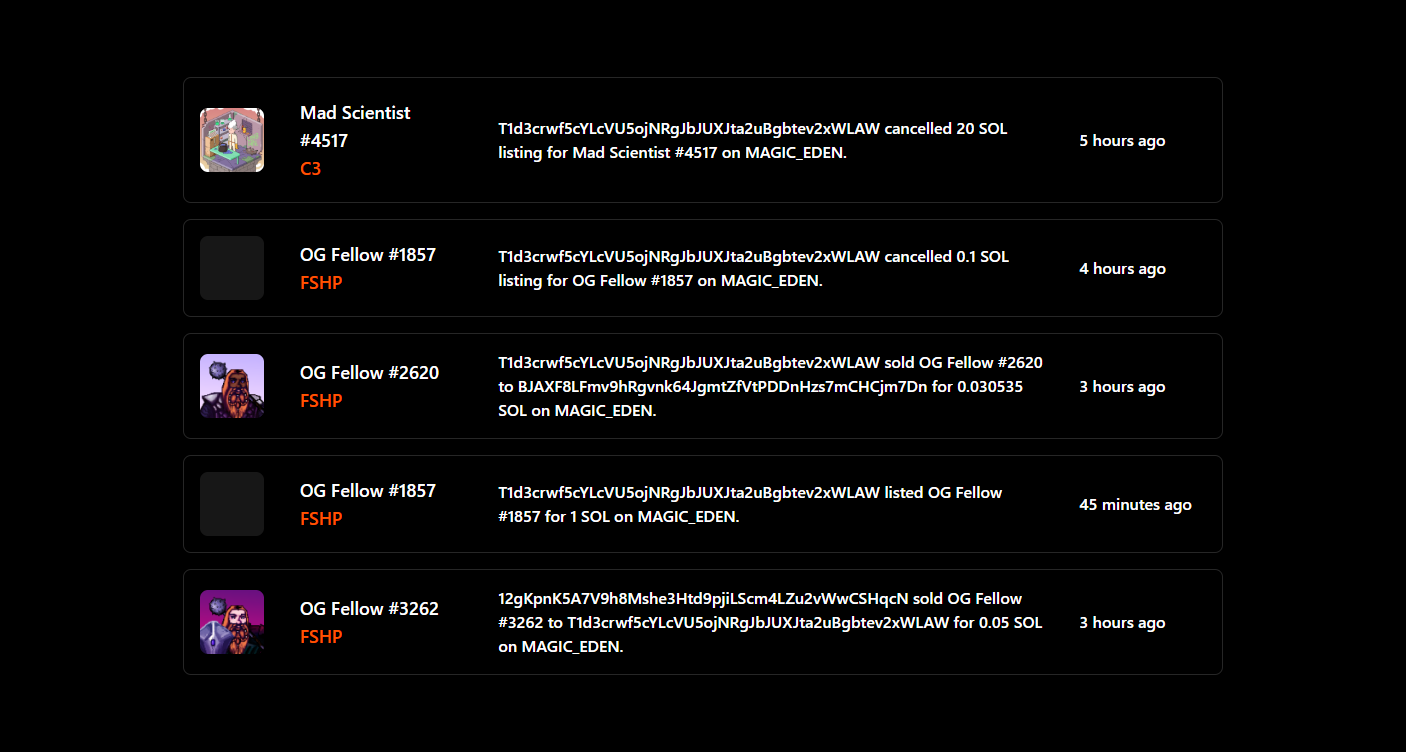 Mad Scientist
#4517
C3
T1d3crwf5cYLcVU5ojNRgJbJUXJta2uBgbtev2xWLAW cancelled 20 SOL
listing for Mad Scientist #4517 on MAGIC_EDEN.
5 hours ago
OG Fellow #1857
FSHP
T1d3crwf5cYLcVU5ojNRgJbJUXJta2uBgbtev2xWLAW cancelled 0.1 SOL
listing for OG Fellow #1857 on MAGIC_EDEN.
4 hours ago
OG Fellow #2620
FSHP
T1d3crwf5cYLcVU5ojNRgJbJUXJta2uBgbtev2xWLAW sold OG Fellow #2620
to BJAXF8LFmv9hRgvnk64JgmtZfVtPDDnHzs7mCHCjm7Dn for 0.030535
SOL on MAGIC_EDEN.
3 hours ago
OG Fellow #1857
FSHP
T1d3crwf5cYLcVU5ojNRgJbJUXJta2uBgbtev2xWLAW listed OG Fellow
#1857 for 1 SOL on MAGIC_EDEN.
45 minutes ago
OG Fellow #3262
FSHP
12gKpnK5A7V9h8Mshe3Htd9pjiLScm4LZu2vWwCSHqcN sold OG Fellow
#3262 to T1d3crwf5cYLcVU5ojNRgJbJUXJta2uBgbtev2xWLAW for 0.05 SOL
on MAGIC_EDEN.
3 hours ago